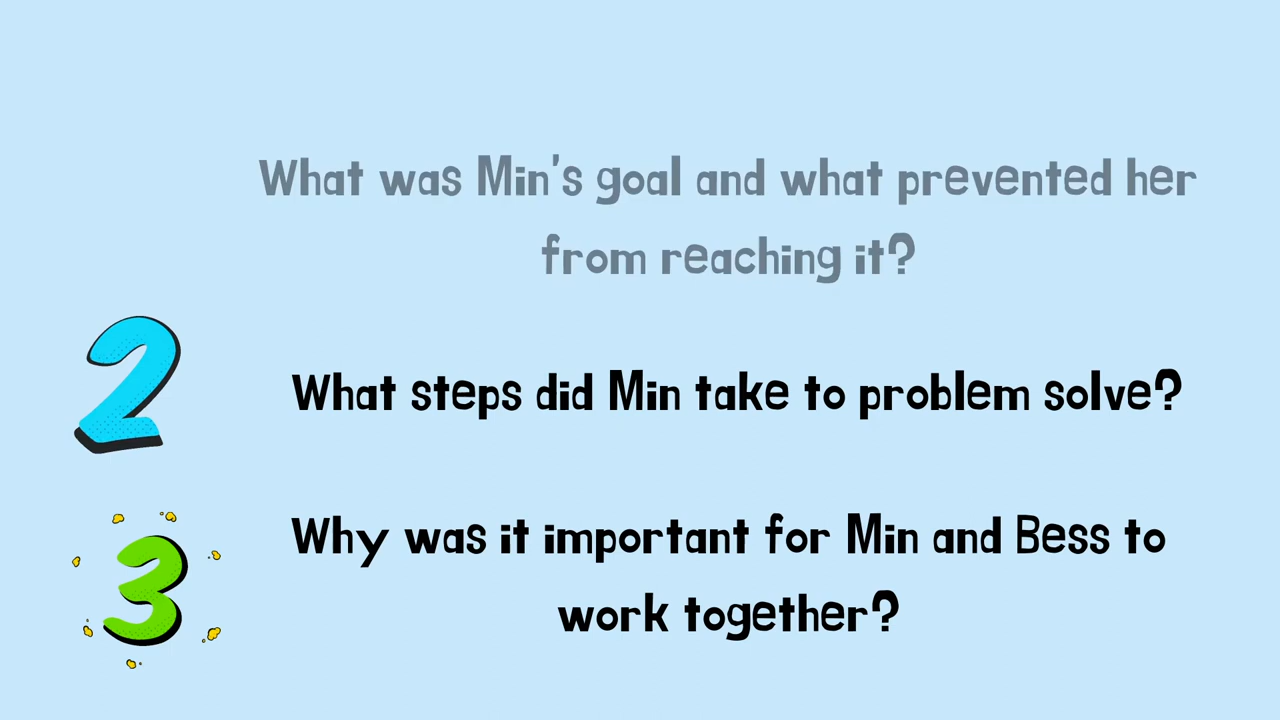 What was Min's goal and what prevented her
from reaching it?
2
What steps did Min take to problem solve?
3
Why was it important for Min and Bess to
work together?